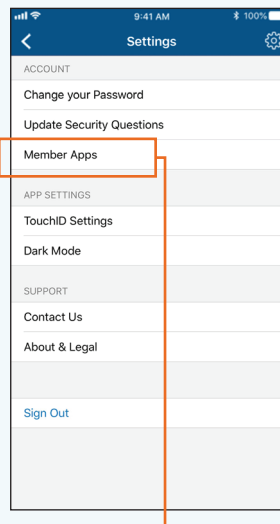 9:41 AM
100%
Settings
ACCOUNT
Change your Password
Update Security Questions
Member Apps
APP SETTINGS
TouchID Settings
Dark Mode
SUPPORT
Contact Us
About & Legal
Sign Out